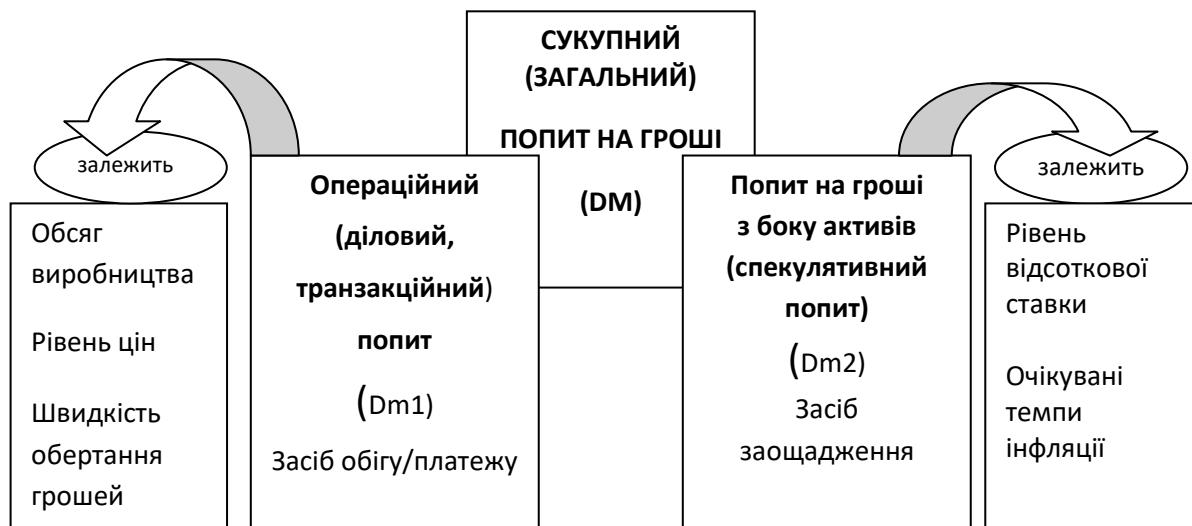 СУКУПНИЙ
(ЗАГАЛЬНИЙ)
ПОПИТ НА ГРОШІ
(DM)
залежить
Обсяг
виробництва
Рівень цін
Швидкість
обертання
грошей
Операційний
(діловий,
транзакційний)
попит
(Dm1)
Засіб обігу/платежу
Попит на гроші
з боку активів
(спекулятивний
попит)
(Dm2)
Засіб
заощадження
залежить
Рівень
відсоткової
ставки
Очікувані
темпи
інфляції